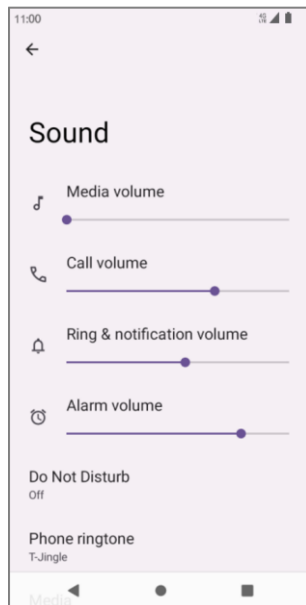 11:00
Sound
Media volume
Call volume
Ring & notification volume
Alarm volume
Do Not Disturb
Off
Phone ringtone
T-Jingle
Media